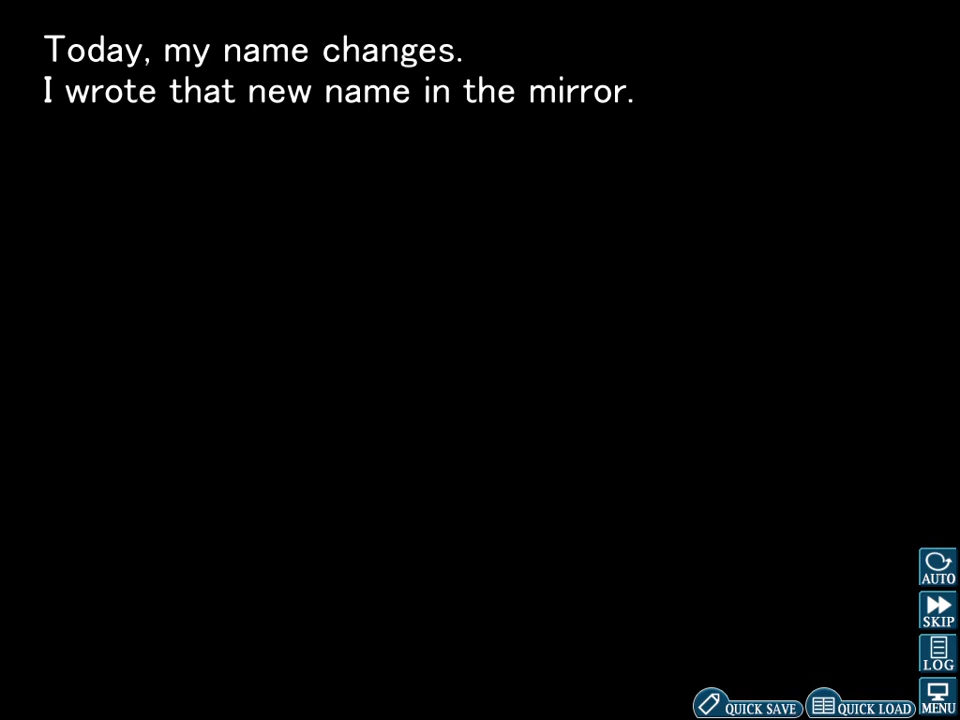 Today, my name changes.
I wrote that new name in the mirror.
AUTO
SKIP
LOG
MENU
QUICK SAVE
QUICK LOAD